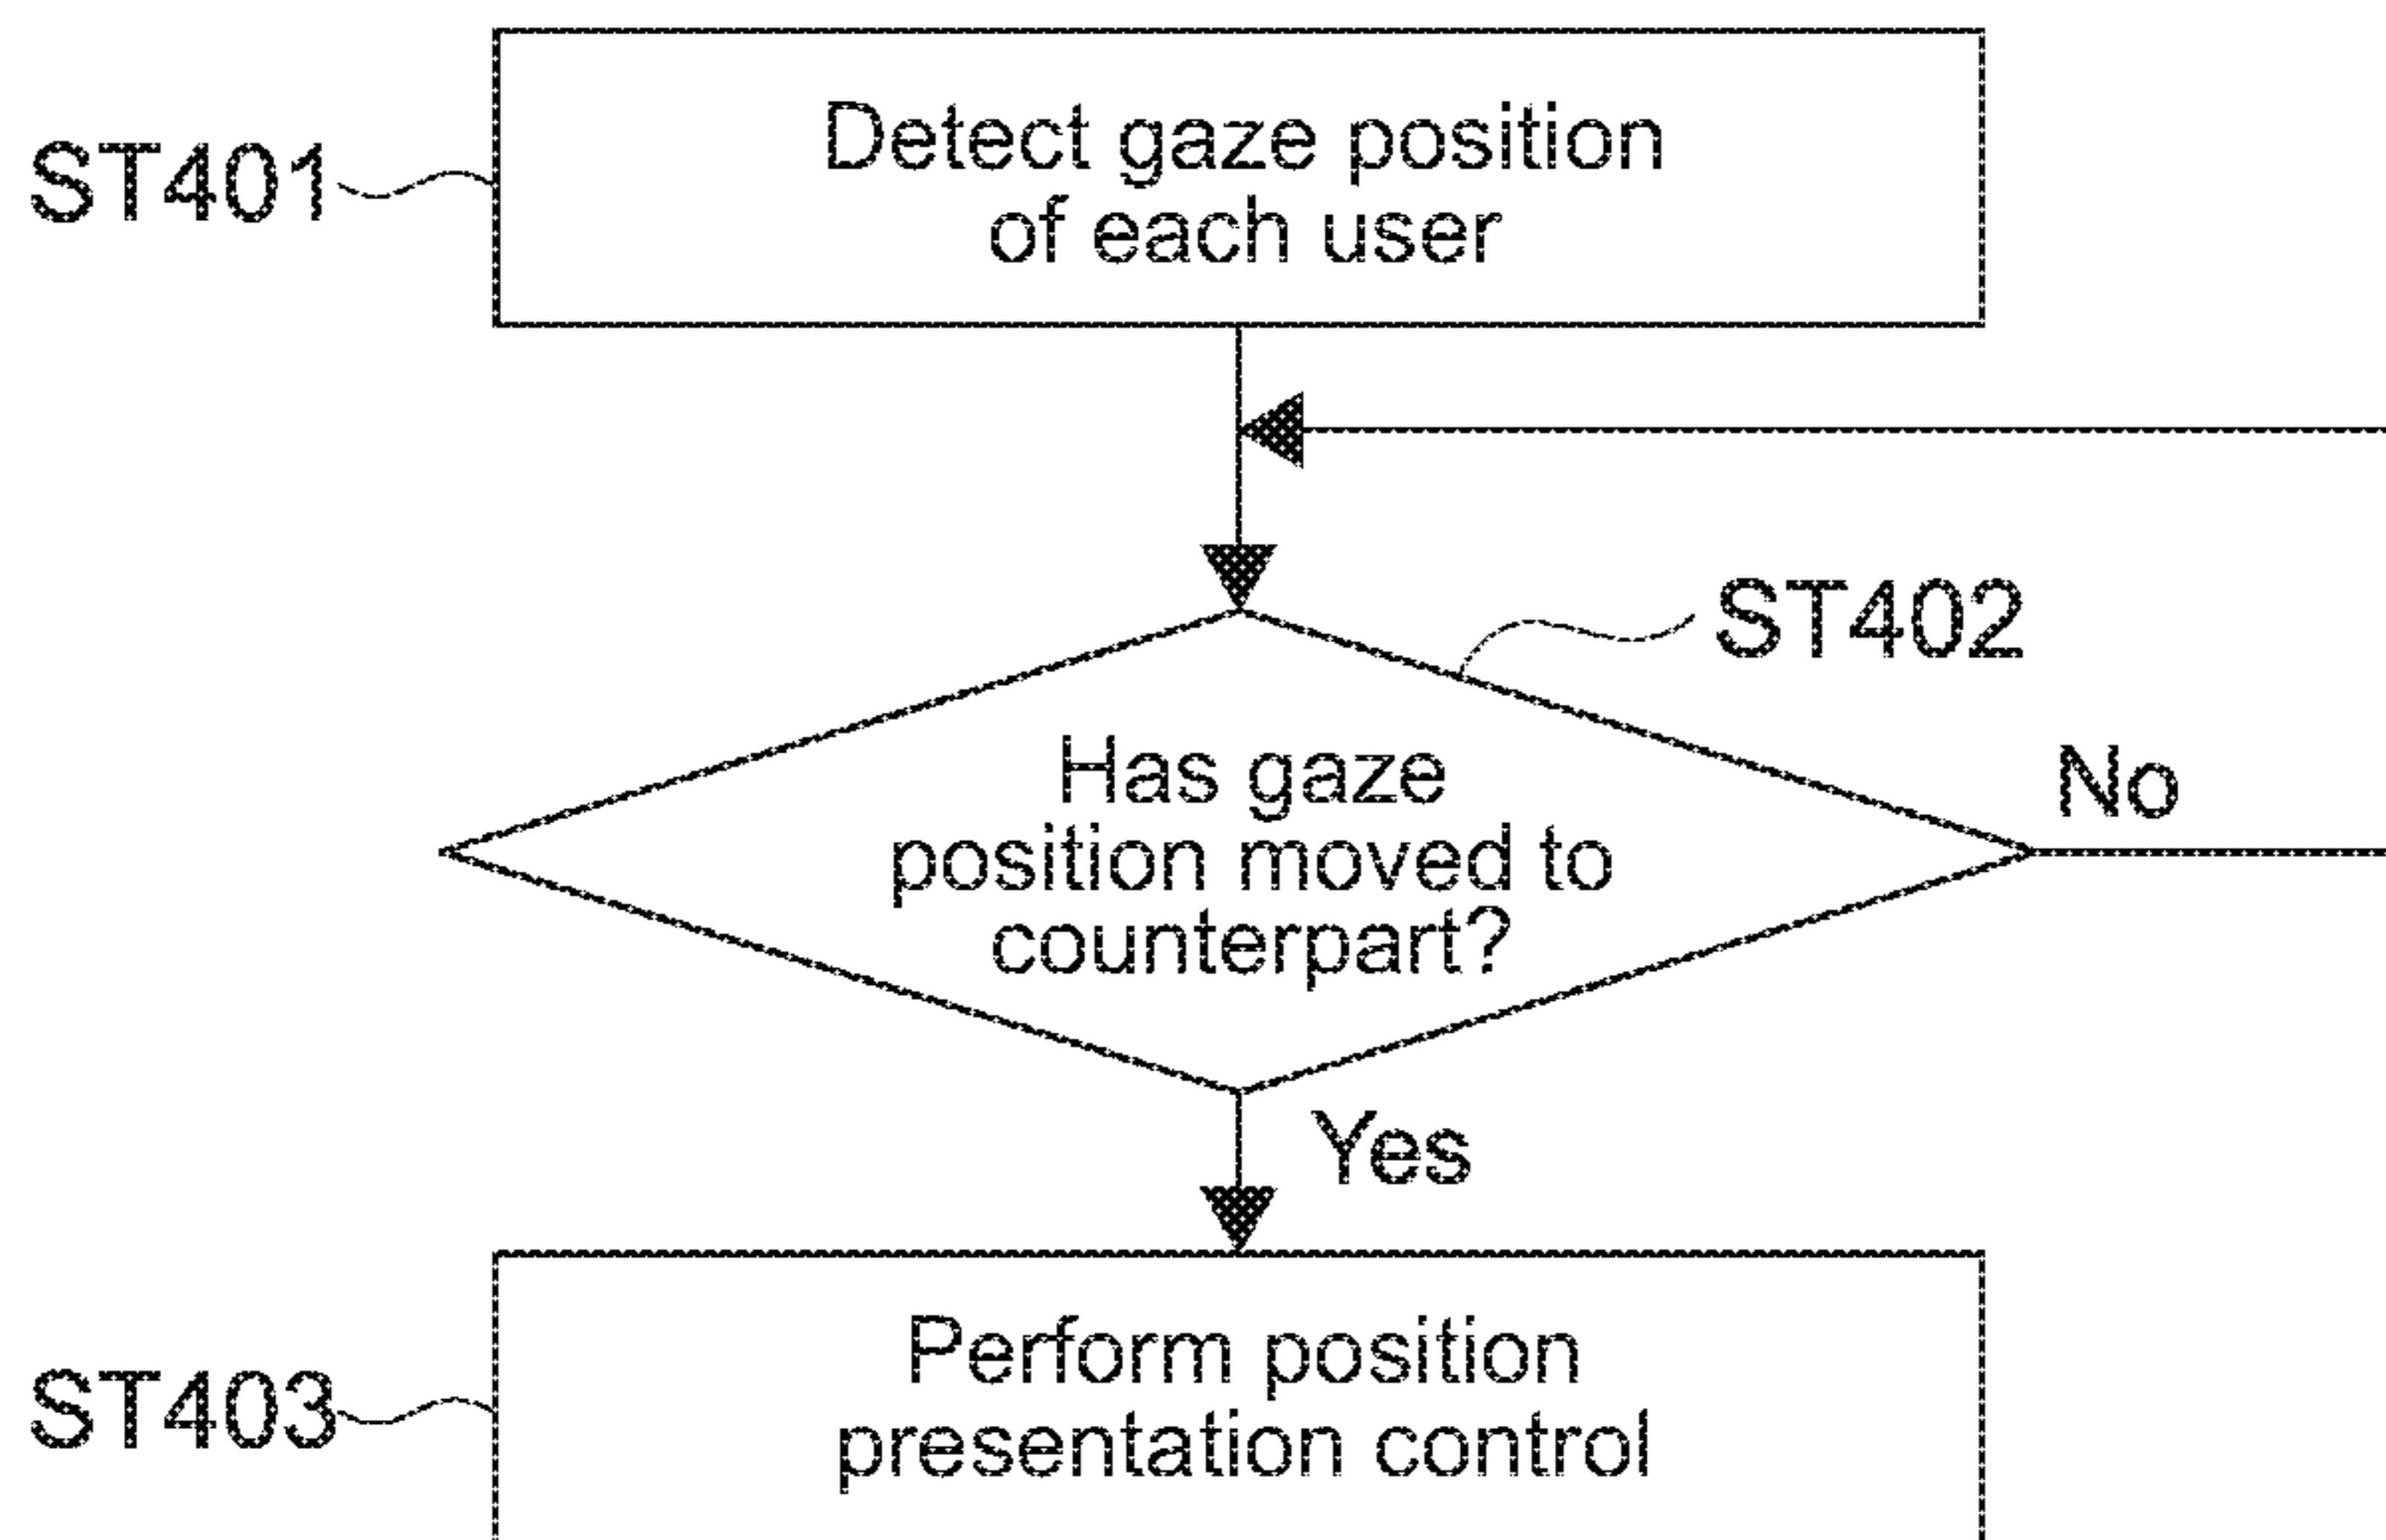 ST401
Detect gaze position
of each user
ST402
Has gaze
position moved to
counterpart?
No
Yes
ST403
Perform position
presentation control